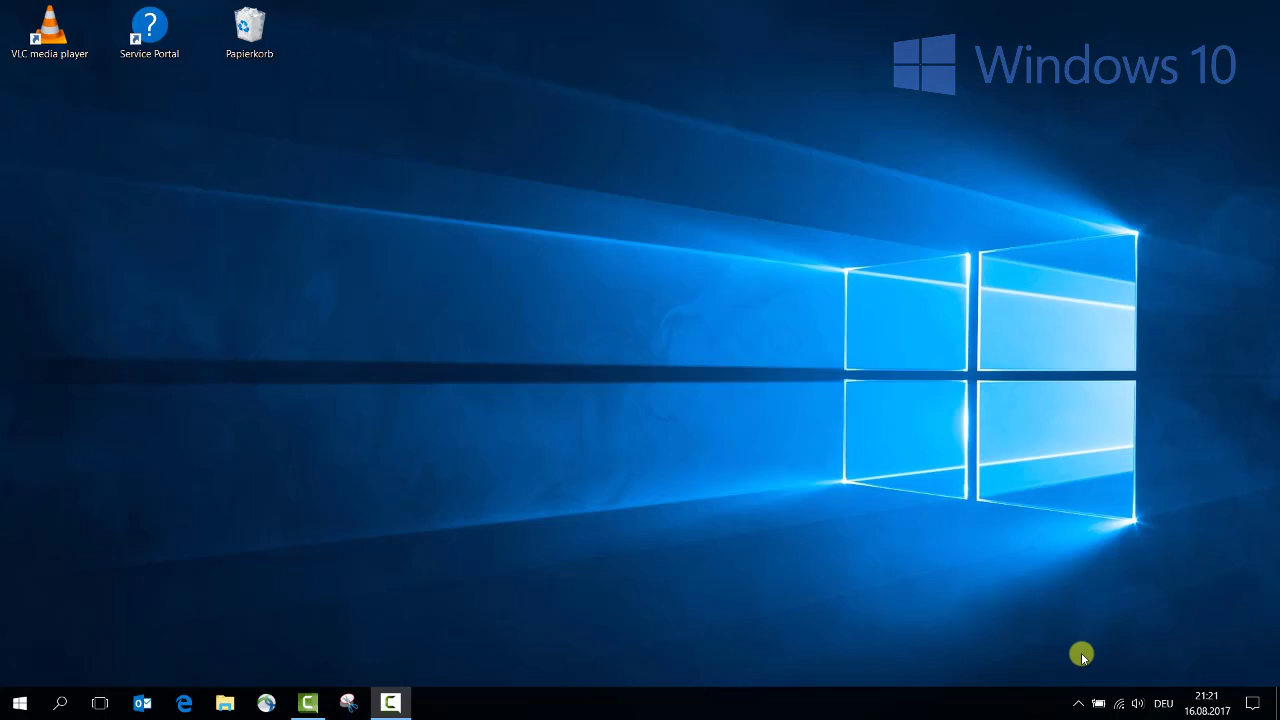 VLC media player
Service Portal
Papierkorb
Windows 10
DEU
21:21
16.08.2017